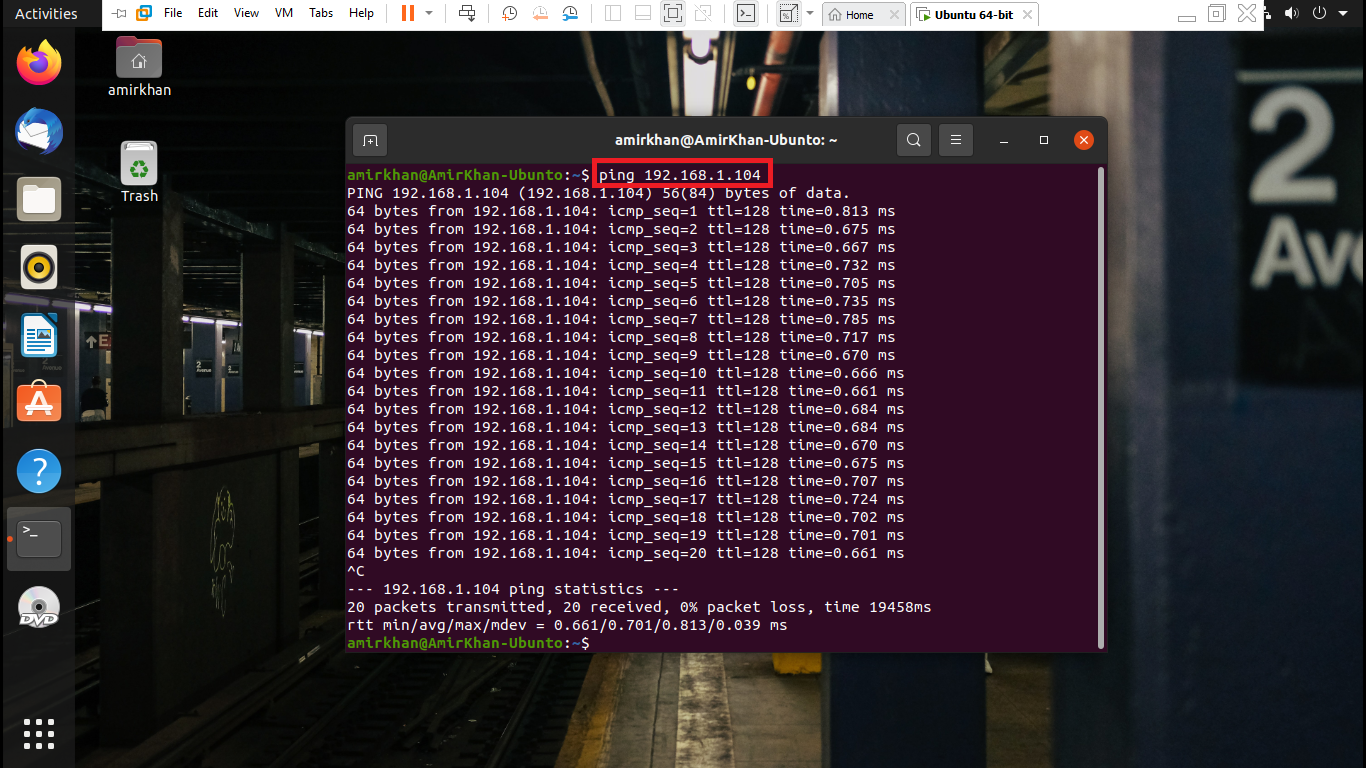 Activities
File Edit View VM Tabs Help
Home
Ubuntu 64-bit
amirkhan
Trash
amirkhan@AmirKhan-Ubunto: ~
amirkhan@AmirKhan-Ubunto:~$ ping 192.168.1.104
PING 192.168.1.104 (192.168.1.104) 56(84) bytes of data.
64 bytes from 192.168.1.104: icmp_seq=1 ttl=128 time=0.813 ms
64 bytes from 192.168.1.104: icmp_seq=2 ttl=128 time=0.675 ms
64 bytes from 192.168.1.104: icmp_seq=3 ttl=128 time=0.667 ms
64 bytes from 192.168.1.104: icmp_seq=4 ttl=128 time=0.732 ms
64 bytes from 192.168.1.104: icmp_seq=5 ttl=128 time=0.705 ms
64 bytes from 192.168.1.104: icmp_seq=6 ttl=128 time=0.735 ms
64 bytes from 192.168.1.104: icmp_seq=7 ttl=128 time=0.785 ms
64 bytes from 192.168.1.104: icmp_seq=8 ttl=128 time=0.717 ms
64 bytes from 192.168.1.104: icmp_seq=9 ttl=128 time=0.670 ms
64 bytes from 192.168.1.104: icmp_seq=10 ttl=128 time=0.666 ms
64 bytes from 192.168.1.104: icmp_seq=11 ttl=128 time=0.661 ms
64 bytes from 192.168.1.104: icmp_seq=12 ttl=128 time=0.684 ms
64 bytes from 192.168.1.104: icmp_seq=13 ttl=128 time=0.684 ms
64 bytes from 192.168.1.104: icmp_seq=14 ttl=128 time=0.670 ms
64 bytes from 192.168.1.104: icmp_seq=15 ttl=128 time=0.675 ms
64 bytes from 192.168.1.104: icmp_seq=16 ttl=128 time=0.707 ms
64 bytes from 192.168.1.104: icmp_seq=17 ttl=128 time=0.724 ms
64 bytes from 192.168.1.104: icmp_seq=18 ttl=128 time=0.702 ms
64 bytes from 192.168.1.104: icmp_seq=19 ttl=128 time=0.701 ms
64 bytes from 192.168.1.104: icmp_seq=20 ttl=128 time=0.661 ms
^C
--- 192.168.1.104 ping statistics ---
20 packets transmitted, 20 received, 0% packet loss, time 19458ms
rtt min/avg/max/mdev = 0.661/0.701/0.813/0.039 ms
amirkhan@AmirKhan-Ubunto:~$
DVD
2
Ave
2
Avenue